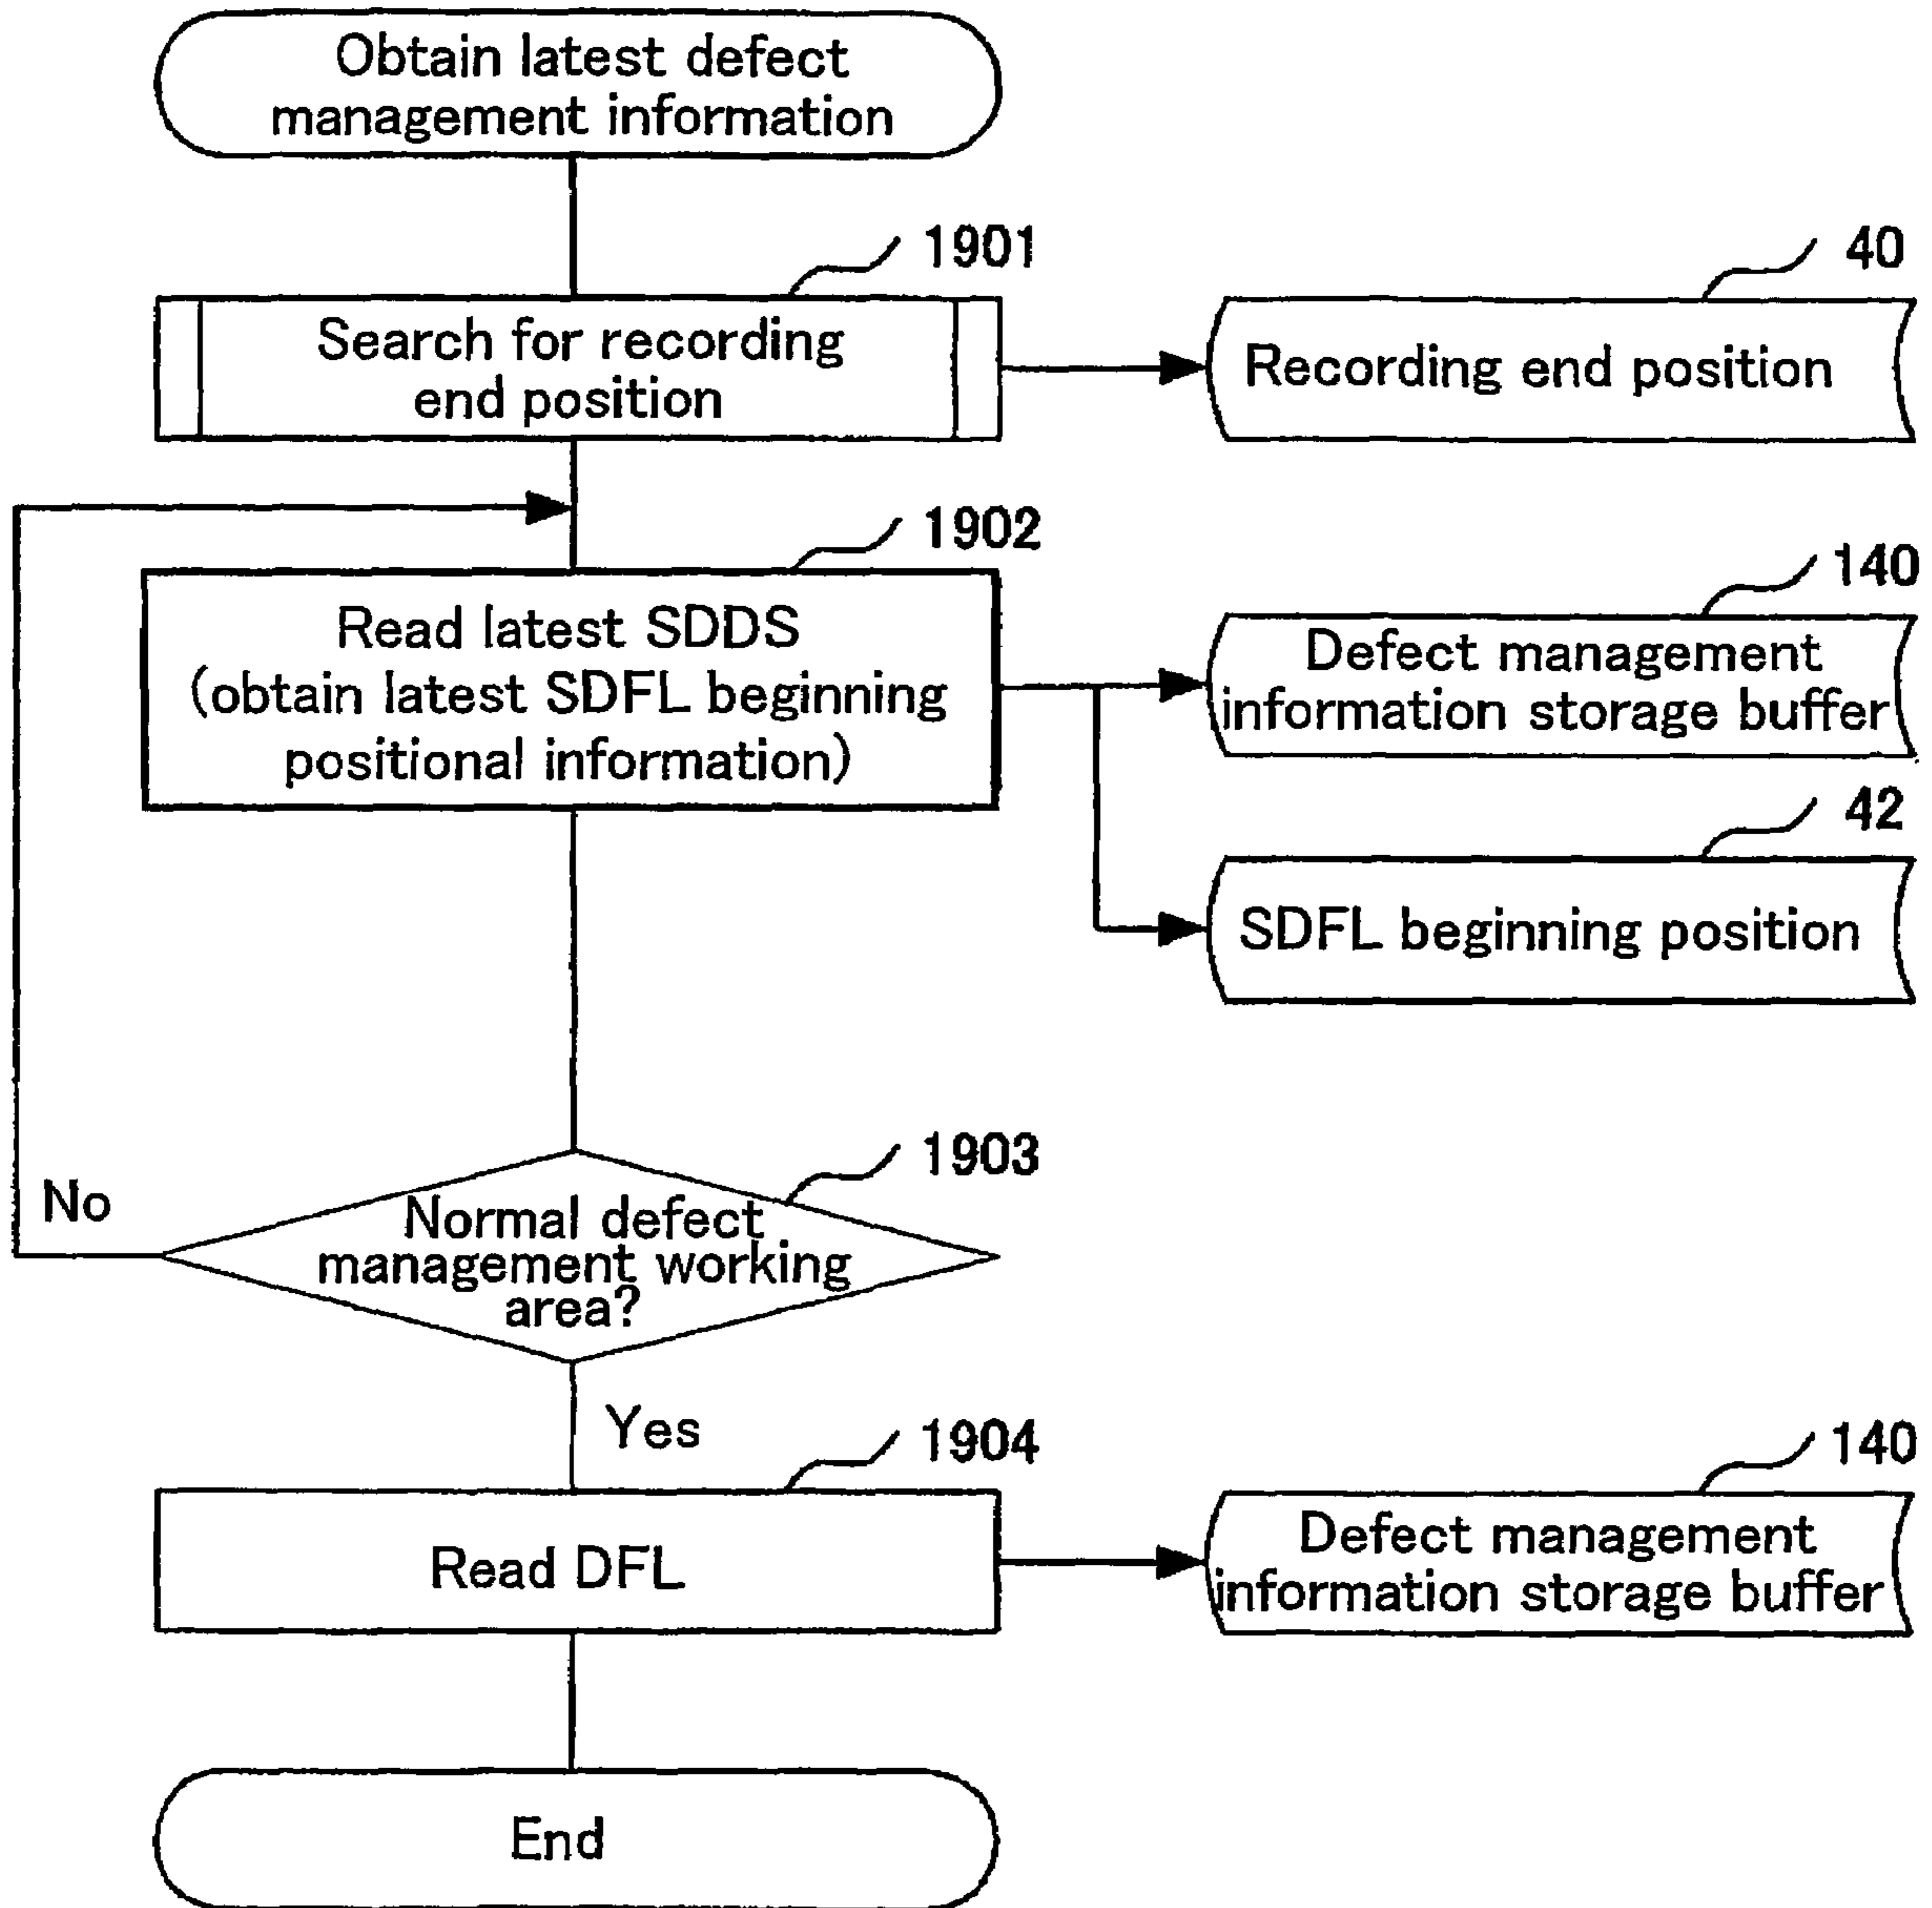 Obtain latest defect
management information
1901
Search for recording
end position
40
Recording end position
1902
Read latest SDDS
(obtain latest SDFL beginning
positional information)
140
Defect management
information storage buffer
42
SDFL beginning position
1903
No
Normal defect
management working
area?
Yes
1904
Read DFL
140
Defect management
information storage buffer
End